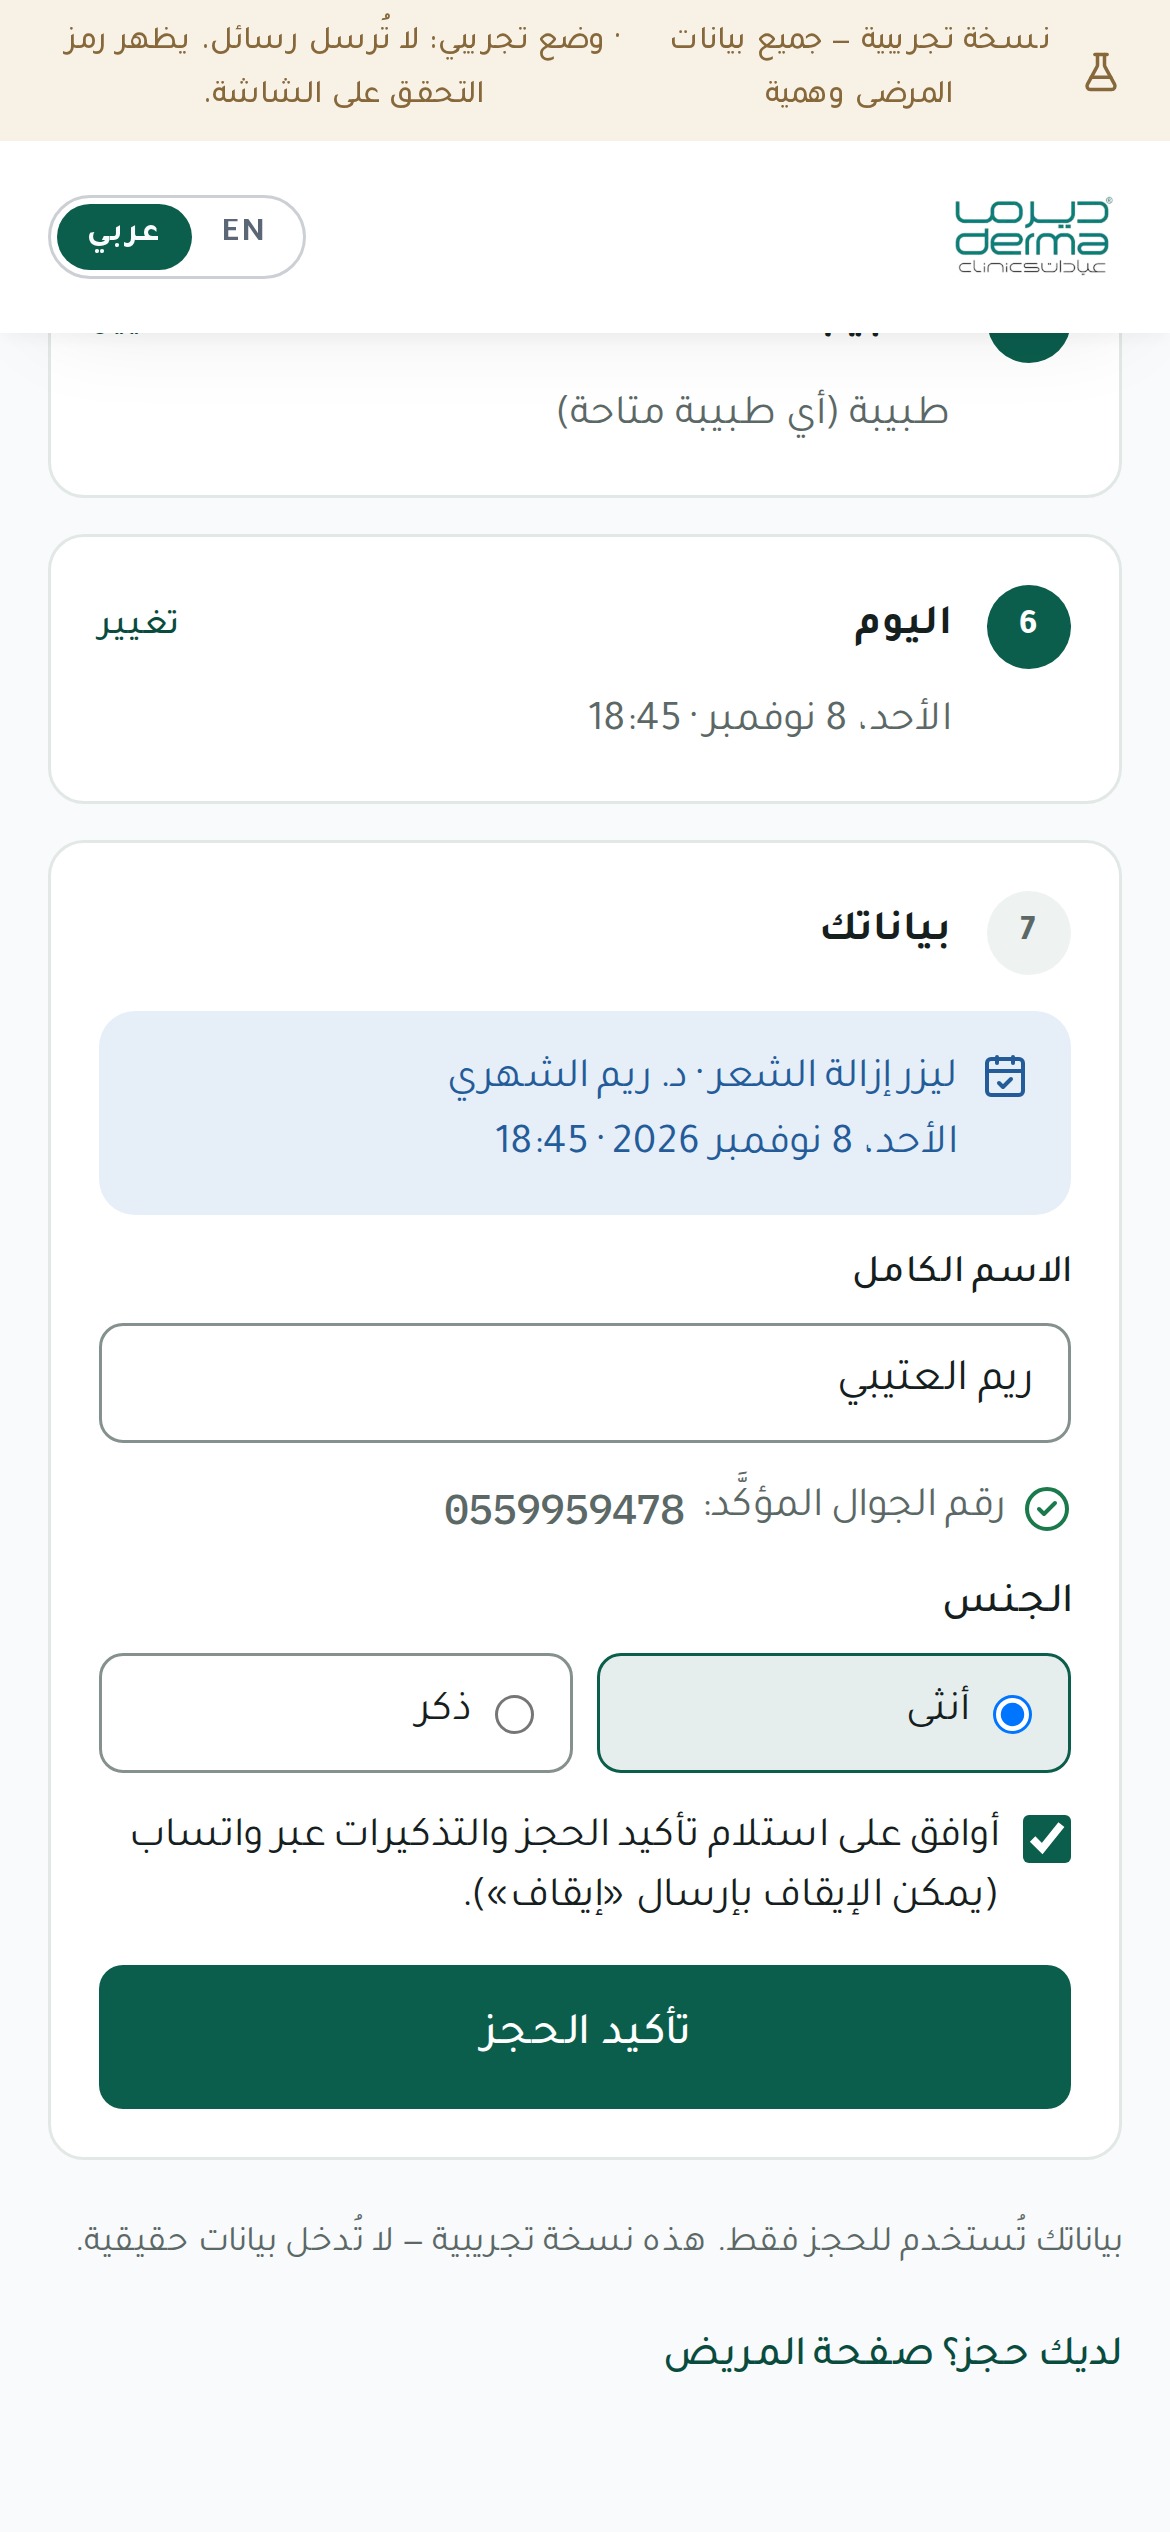 نسخة تجريبية – جميع بيانات المرضى وهمية
· وضع تجريبي: لا تُرسل رسائل. يظهر رمز التحقق على الشاشة.
ديرما
derma
clinics عيادات
EN
عربي
طبيبة (أي طبيبة متاحة)
6
اليوم
تغيير
الأحد، 8 نوفمبر · 18:45
7
بياناتك
ليزر إزالة الشعر · د. ريم الشهري
الأحد، 8 نوفمبر 2026 · 18:45
الاسم الكامل
ريم العتيبي
رقم الجوال المؤكَّد: 0559959478
الجنس
أنثى
ذكر
أوافق على استلام تأكيد الحجز والتذكيرات عبر واتساب
(يمكن الإيقاف بإرسال «إيقاف»).
تأكيد الحجز
بياناتك تُستخدم للحجز فقط. هذه نسخة تجريبية – لا تُدخل بيانات حقيقية.
لديك حجز؟ صفحة المريض